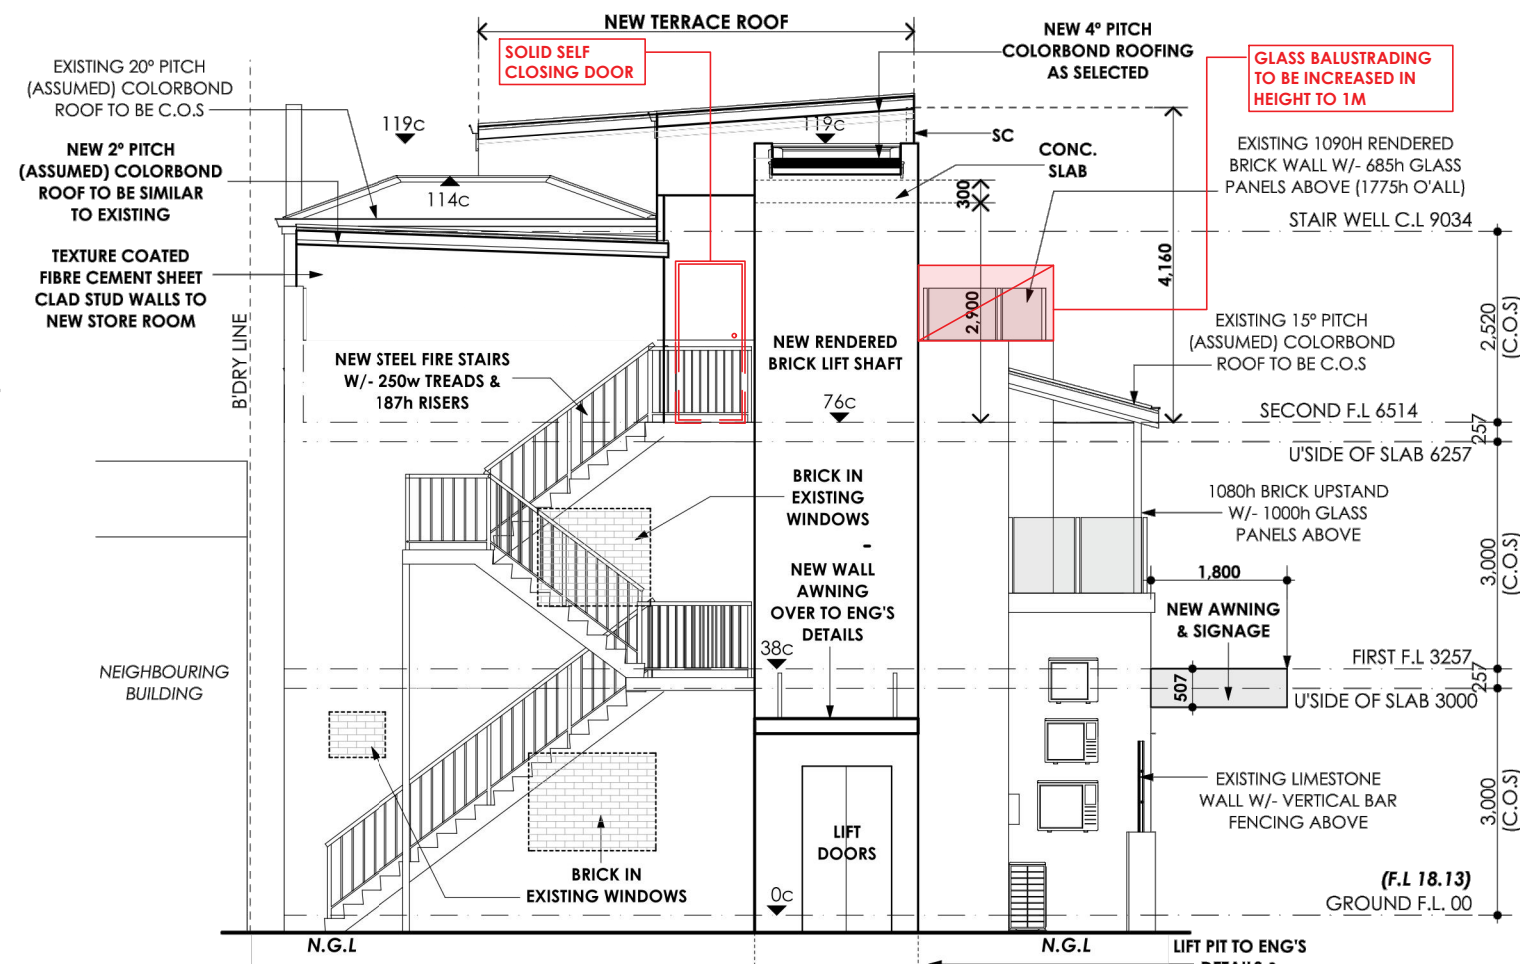 NEW TERRACE ROOF
SOLID SELF
CLOSING DOOR
NEW 4º PITCH
COLORBOND ROOFING
AS SELECTED
GLASS BALUSTRADING
TO BE INCREASED IN
HEIGHT TO 1M
EXISTING 20º PITCH
(ASSUMED) COLORBOND
ROOF TO BE C.O.S
119c
119c
SC
CONC.
SLAB
EXISTING 1090H RENDERED
BRICK WALL W/- 685h GLASS
PANELS ABOVE (1775h O'ALL)
NEW 2º PITCH
(ASSUMED) COLORBOND
ROOF TO BE SIMILAR
TO EXISTING
114c
300
STAIR WELL C.L 9034
TEXTURE COATED
FIBRE CEMENT SHEET
CLAD STUD WALLS TO
NEW STORE ROOM
4,160
2,900
2,520
(C.O.S)
B'DRY LINE
NEW STEEL FIRE STAIRS
W/- 250w TREADS &
187h RISERS
NEW RENDERED
BRICK LIFT SHAFT
EXISTING 15º PITCH
(ASSUMED) COLORBOND
ROOF TO BE C.O.S
76c
SECOND F.L 6514
257
U'SIDE OF SLAB 6257
BRICK IN
EXISTING
WINDOWS
-
NEW WALL
AWNING
OVER TO ENG'S
DETAILS
1080h BRICK UPSTAND
W/- 1000h GLASS
PANELS ABOVE
3,000
(C.O.S)
1,800
NEW AWNING
& SIGNAGE
38c
FIRST F.L 3257
257
507
U'SIDE OF SLAB 3000
NEIGHBOURING
BUILDING
EXISTING LIMESTONE
WALL W/- VERTICAL BAR
FENCING ABOVE
3,000
(C.O.S)
LIFT
DOORS
BRICK IN
EXISTING WINDOWS
0c
(F.L 18.13)
GROUND F.L. 00
N.G.L
N.G.L
LIFT PIT TO ENG'S